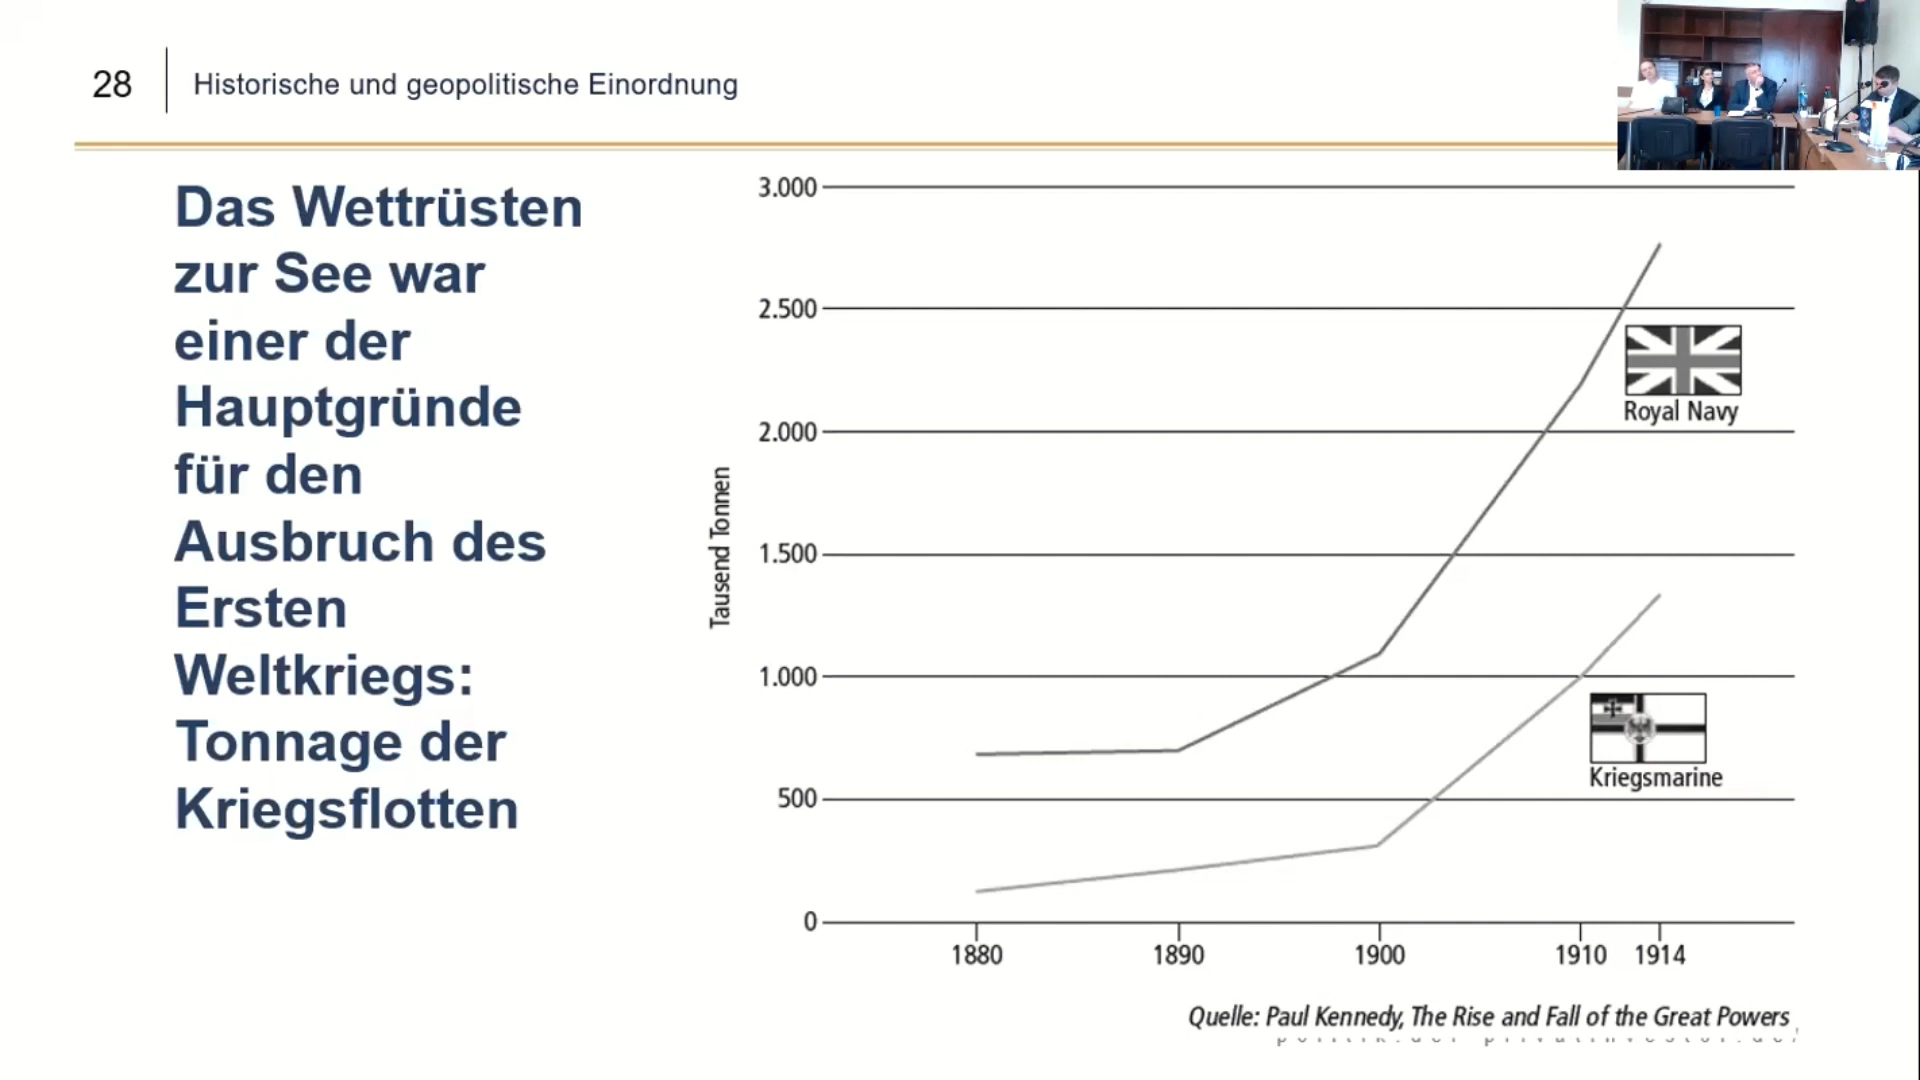 28
Historische und geopolitische Einordnung
Das Wettrüsten
zur See war
einer der
Hauptgründe
für den
Ausbruch des
Ersten
Weltkriegs:
Tonnage der
Kriegsflotten
Tausend Tonnen
3.000
2.500
2.000
1.500
1.000
500
0
1880
1890
1900
1910
1914
Royal Navy
Kriegsmarine
Quelle: Paul Kennedy, The Rise and Fall of the Great Powers